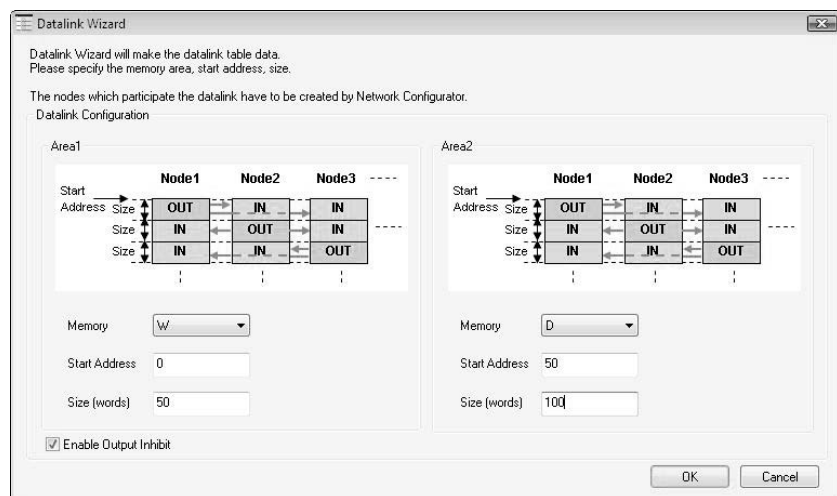 Datalink Wizard
Datalink Wizard will make the datalink table data.
Please specify the memory area, start address, size.
The nodes which participate the datalink have to be created by Network Configurator.
Datalink Configuration
Area1
Node1 Node2 Node3
Start
Address Size OUT IN IN
Size IN OUT IN
Size IN IN OUT
Memory W
Start Address 0
Size (words) 50
Area2
Node1 Node2 Node3
Start
Address Size OUT IN IN
Size IN OUT IN
Size IN IN OUT
Memory D
Start Address 50
Size (words) 100
Enable Output Inhibit
OK Cancel